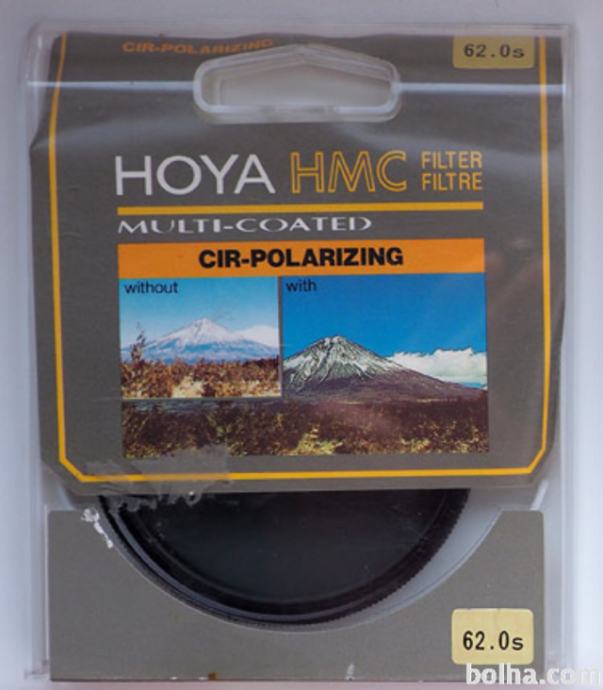 CIR-POLARIZING
62.0s
HOYA HMC FILTER
FILTRE
MULTI-COATED
CIR-POLARIZING
without with
62.0s
bolha.com